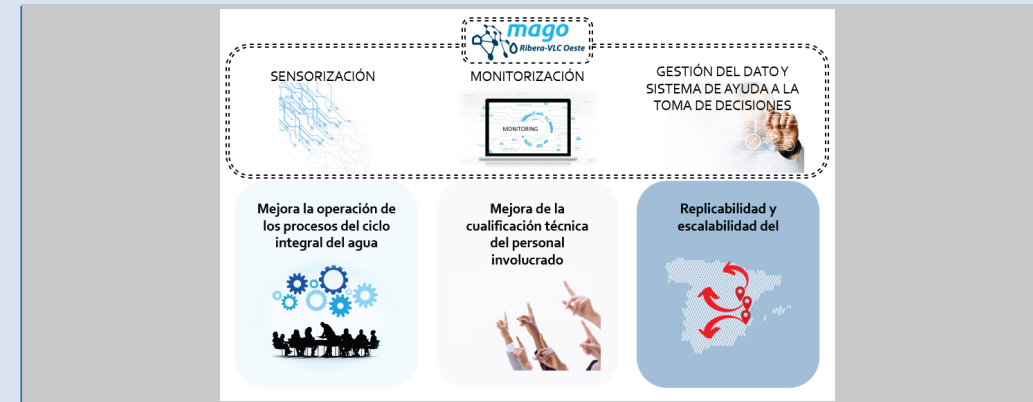 mago
Ribera-VLC Oeste
SENSORIZACIÓN
MONITORIZACIÓN
GESTIÓN DEL DATO Y
SISTEMA DE AYUDA A LA
TOMA DE DECISIONES
MONITORING
Mejora la operación de
los procesos del ciclo
integral del agua
Mejora de la
cualificación técnica
del personal
involucrado
Replicabilidad y
escalabilidad del